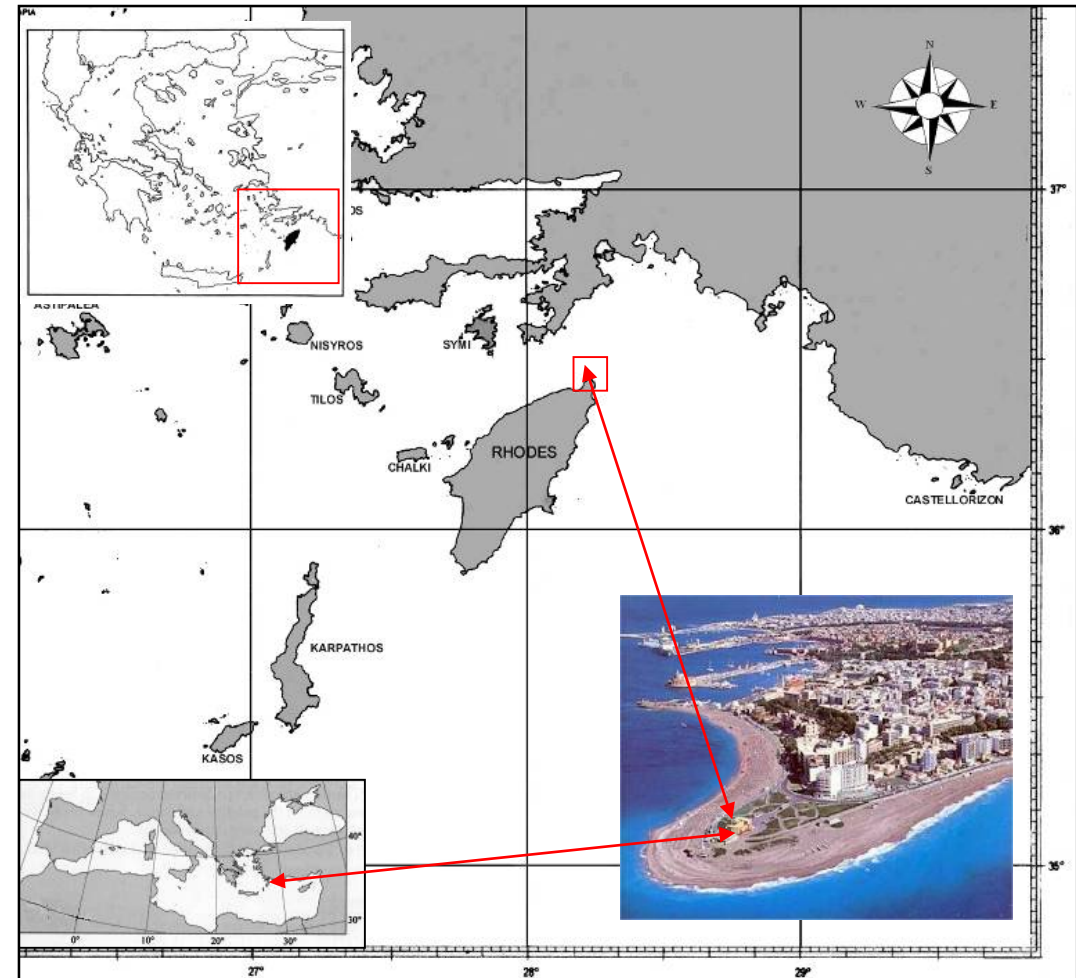 N
W E
S
37°
NISYROS
SYMI
TILOS
RHODES
CHALKI
CASTELLORIZON
36°
KARPATHOS
KASOS
40°
35°
30°
0° 10° 20° 30°
27° 28° 29°